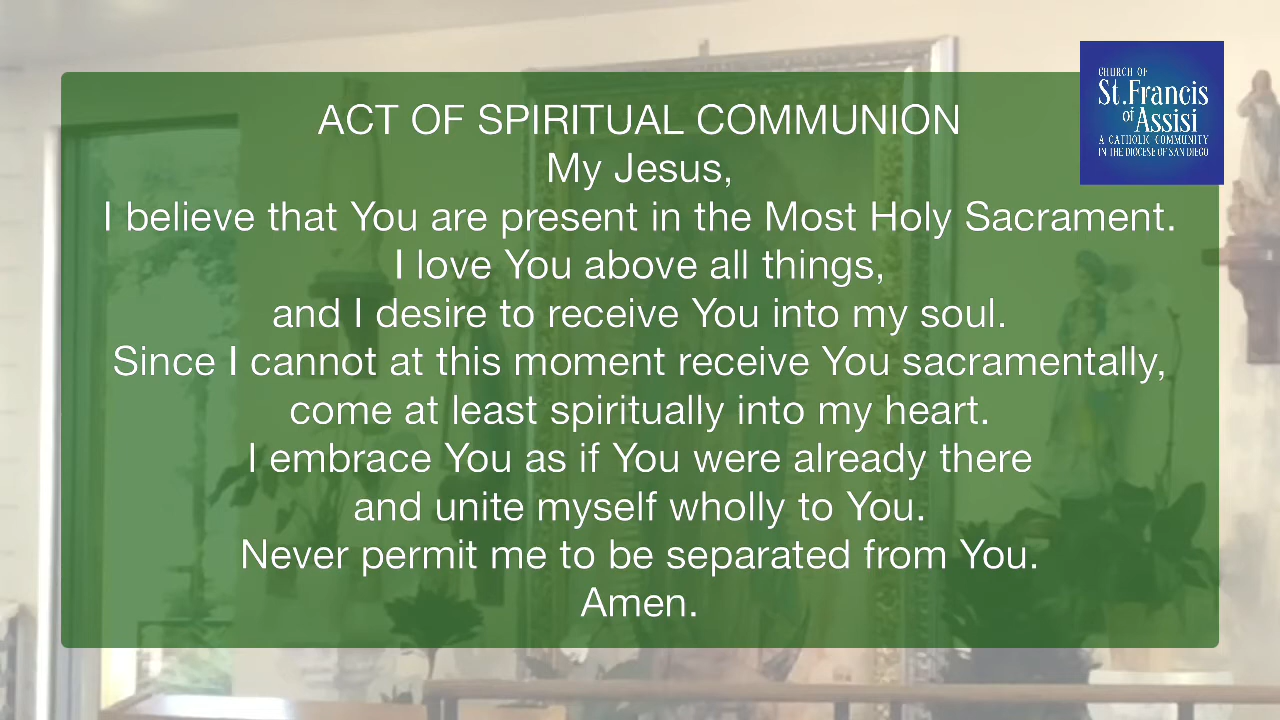 ACT OF SPIRITUAL COMMUNION
My Jesus,
I believe that You are present in the Most Holy Sacrament.
I love You above all things,
and I desire to receive You into my soul.
Since I cannot at this moment receive You sacramentally,
come at least spiritually into my heart.
I embrace You as if You were already there
and unite myself wholly to You.
Never permit me to be separated from You.
Amen.
CHURCH OF
St. Francis
of Assisi
A CATHOLIC COMMUNITY
IN THE DIOCESE OF SAN DIEGO